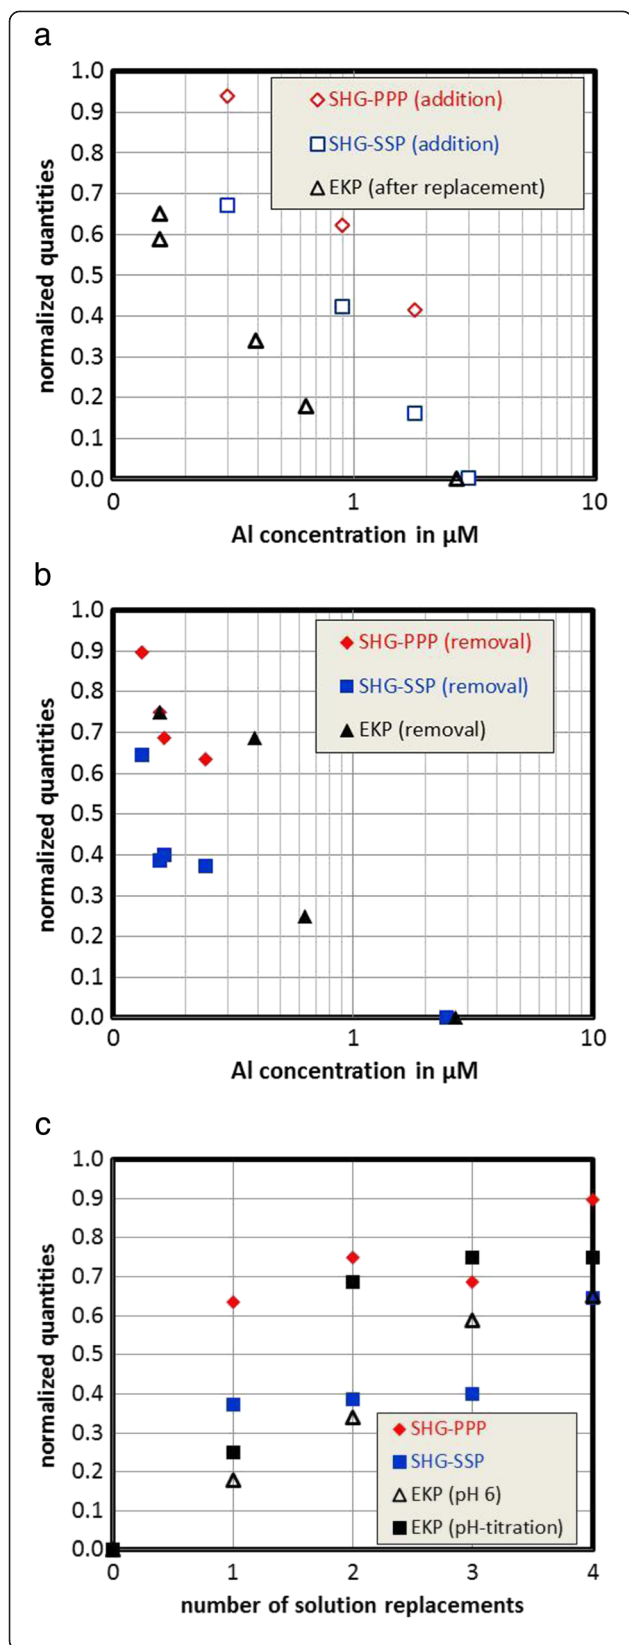 a
1.0
0.9
0.8
0.7
0.6
0.5
0.4
0.3
0.2
0.1
0.0
normalized quantities
SHG-PPP (addition)
SHG-SSP (addition)
EKP (after replacement)
0 1 10
Al concentration in µM
b
1.0
0.9
0.8
0.7
0.6
0.5
0.4
0.3
0.2
0.1
0.0
normalized quantities
SHG-PPP (removal)
SHG-SSP (removal)
EKP (removal)
0 1 10
Al concentration in µM
c
1.0
0.9
0.8
0.7
0.6
0.5
0.4
0.3
0.2
0.1
0.0
normalized quantities
SHG-PPP
SHG-SSP
EKP (pH 6)
EKP (pH-titration)
0 1 2 3 4
number of solution replacements